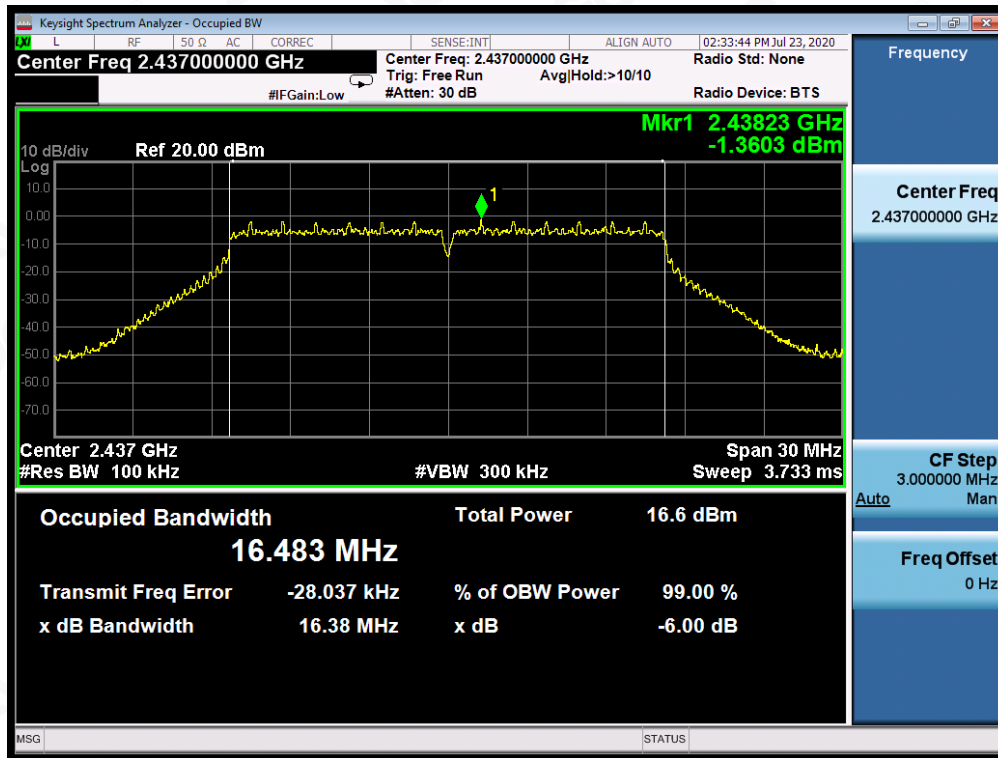 Keysight Spectrum Analyzer - Occupied BW
LXI L RF 50 Ω AC CORREC SENSE:INT ALIGN AUTO 02:33:44 PM Jul 23, 2020
Center Freq 2.437000000 GHz
#IFGain:Low
Center Freq: 2.437000000 GHz
Trig: Free Run Avg|Hold:>10/10
#Atten: 30 dB
Radio Std: None
Radio Device: BTS
Mkr1 2.43823 GHz
-1.3603 dBm
10 dB/div Ref 20.00 dBm
Log
10.0
0.00
-10.0
-20.0
-30.0
-40.0
-50.0
-60.0
-70.0
1
Center 2.437 GHz Span 30 MHz
#Res BW 100 kHz #VBW 300 kHz Sweep 3.733 ms
Occupied Bandwidth Total Power 16.6 dBm
16.483 MHz
Transmit Freq Error -28.037 kHz % of OBW Power 99.00 %
x dB Bandwidth 16.38 MHz x dB -6.00 dB
MSG STATUS
Frequency
Center Freq
2.437000000 GHz
CF Step
3.000000 MHz
Auto Man
Freq Offset
0 Hz